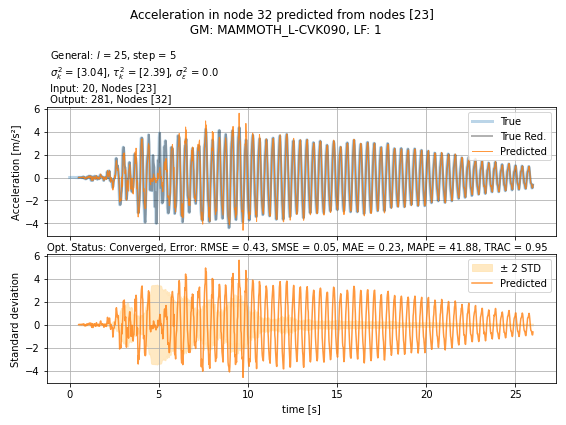 Acceleration in node 32 predicted from nodes [23]
GM: MAMMOTH_L-CVK090, LF: 1
General: l = 25, step = 5
σ²ₖ = [3.04], τ²ₖ = [2.39], σ²_ε = 0.0
Input: 20, Nodes [23]
Output: 281, Nodes [32]
Acceleration [m/s²]
6
4
2
0
−2
−4
True
True Red.
Predicted
Opt. Status: Converged, Error: RMSE = 0.43, SMSE = 0.05, MAE = 0.23, MAPE = 41.88, TRAC = 0.95
Standard deviation
6
4
2
0
−2
−4
± 2 STD
Predicted
0 5 10 15 20 25
time [s]